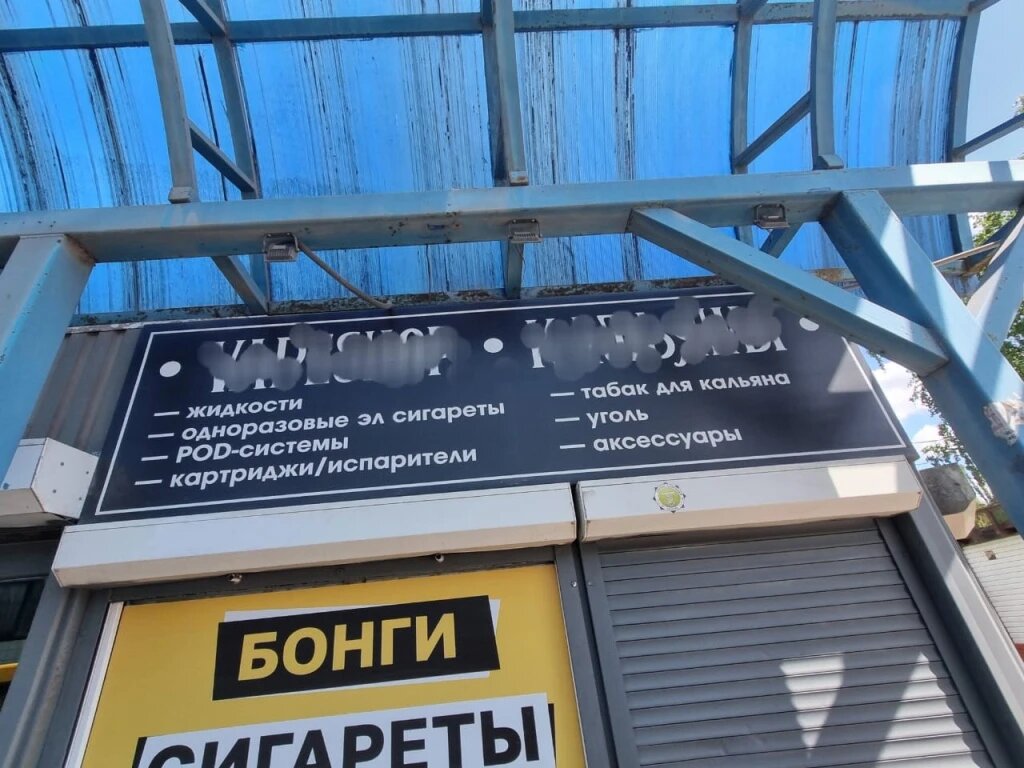 — жидкости
— одноразовые эл сигареты
— POD-системы
— картриджи/испарители
— табак для кальяна
— уголь
— аксессуары
БОНГИ
СИГАРЕТЫ